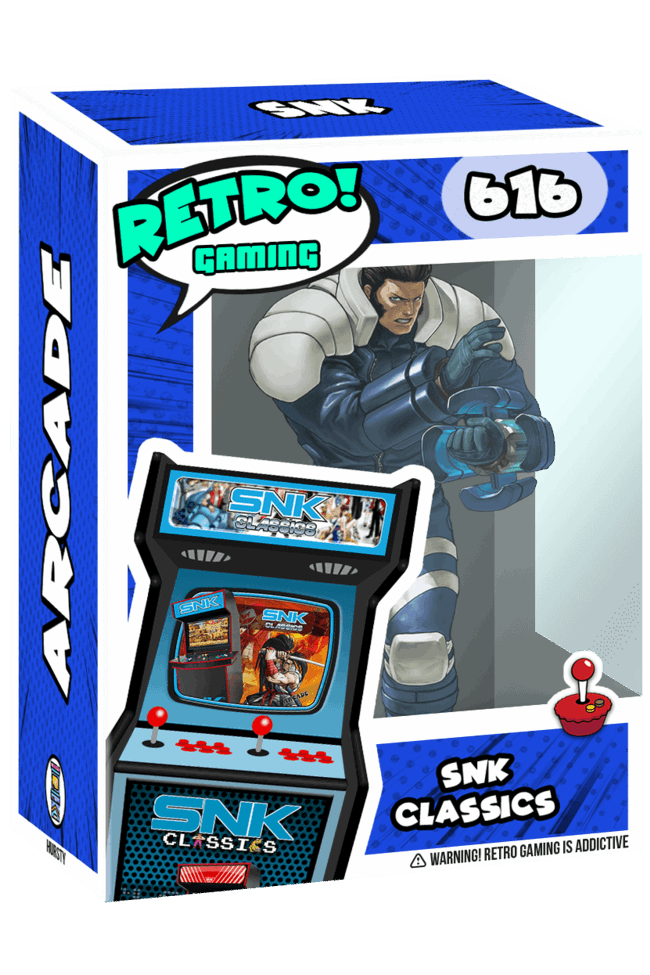 SNK
RETRO!
GAMING
616
ARCADE
SNK
CLASSICS
SNK
SNK
CLASSICS
SNK
CLASSICS
SNK
CLASSICS
HURSTY
WARNING! RETRO GAMING IS ADDICTIVE